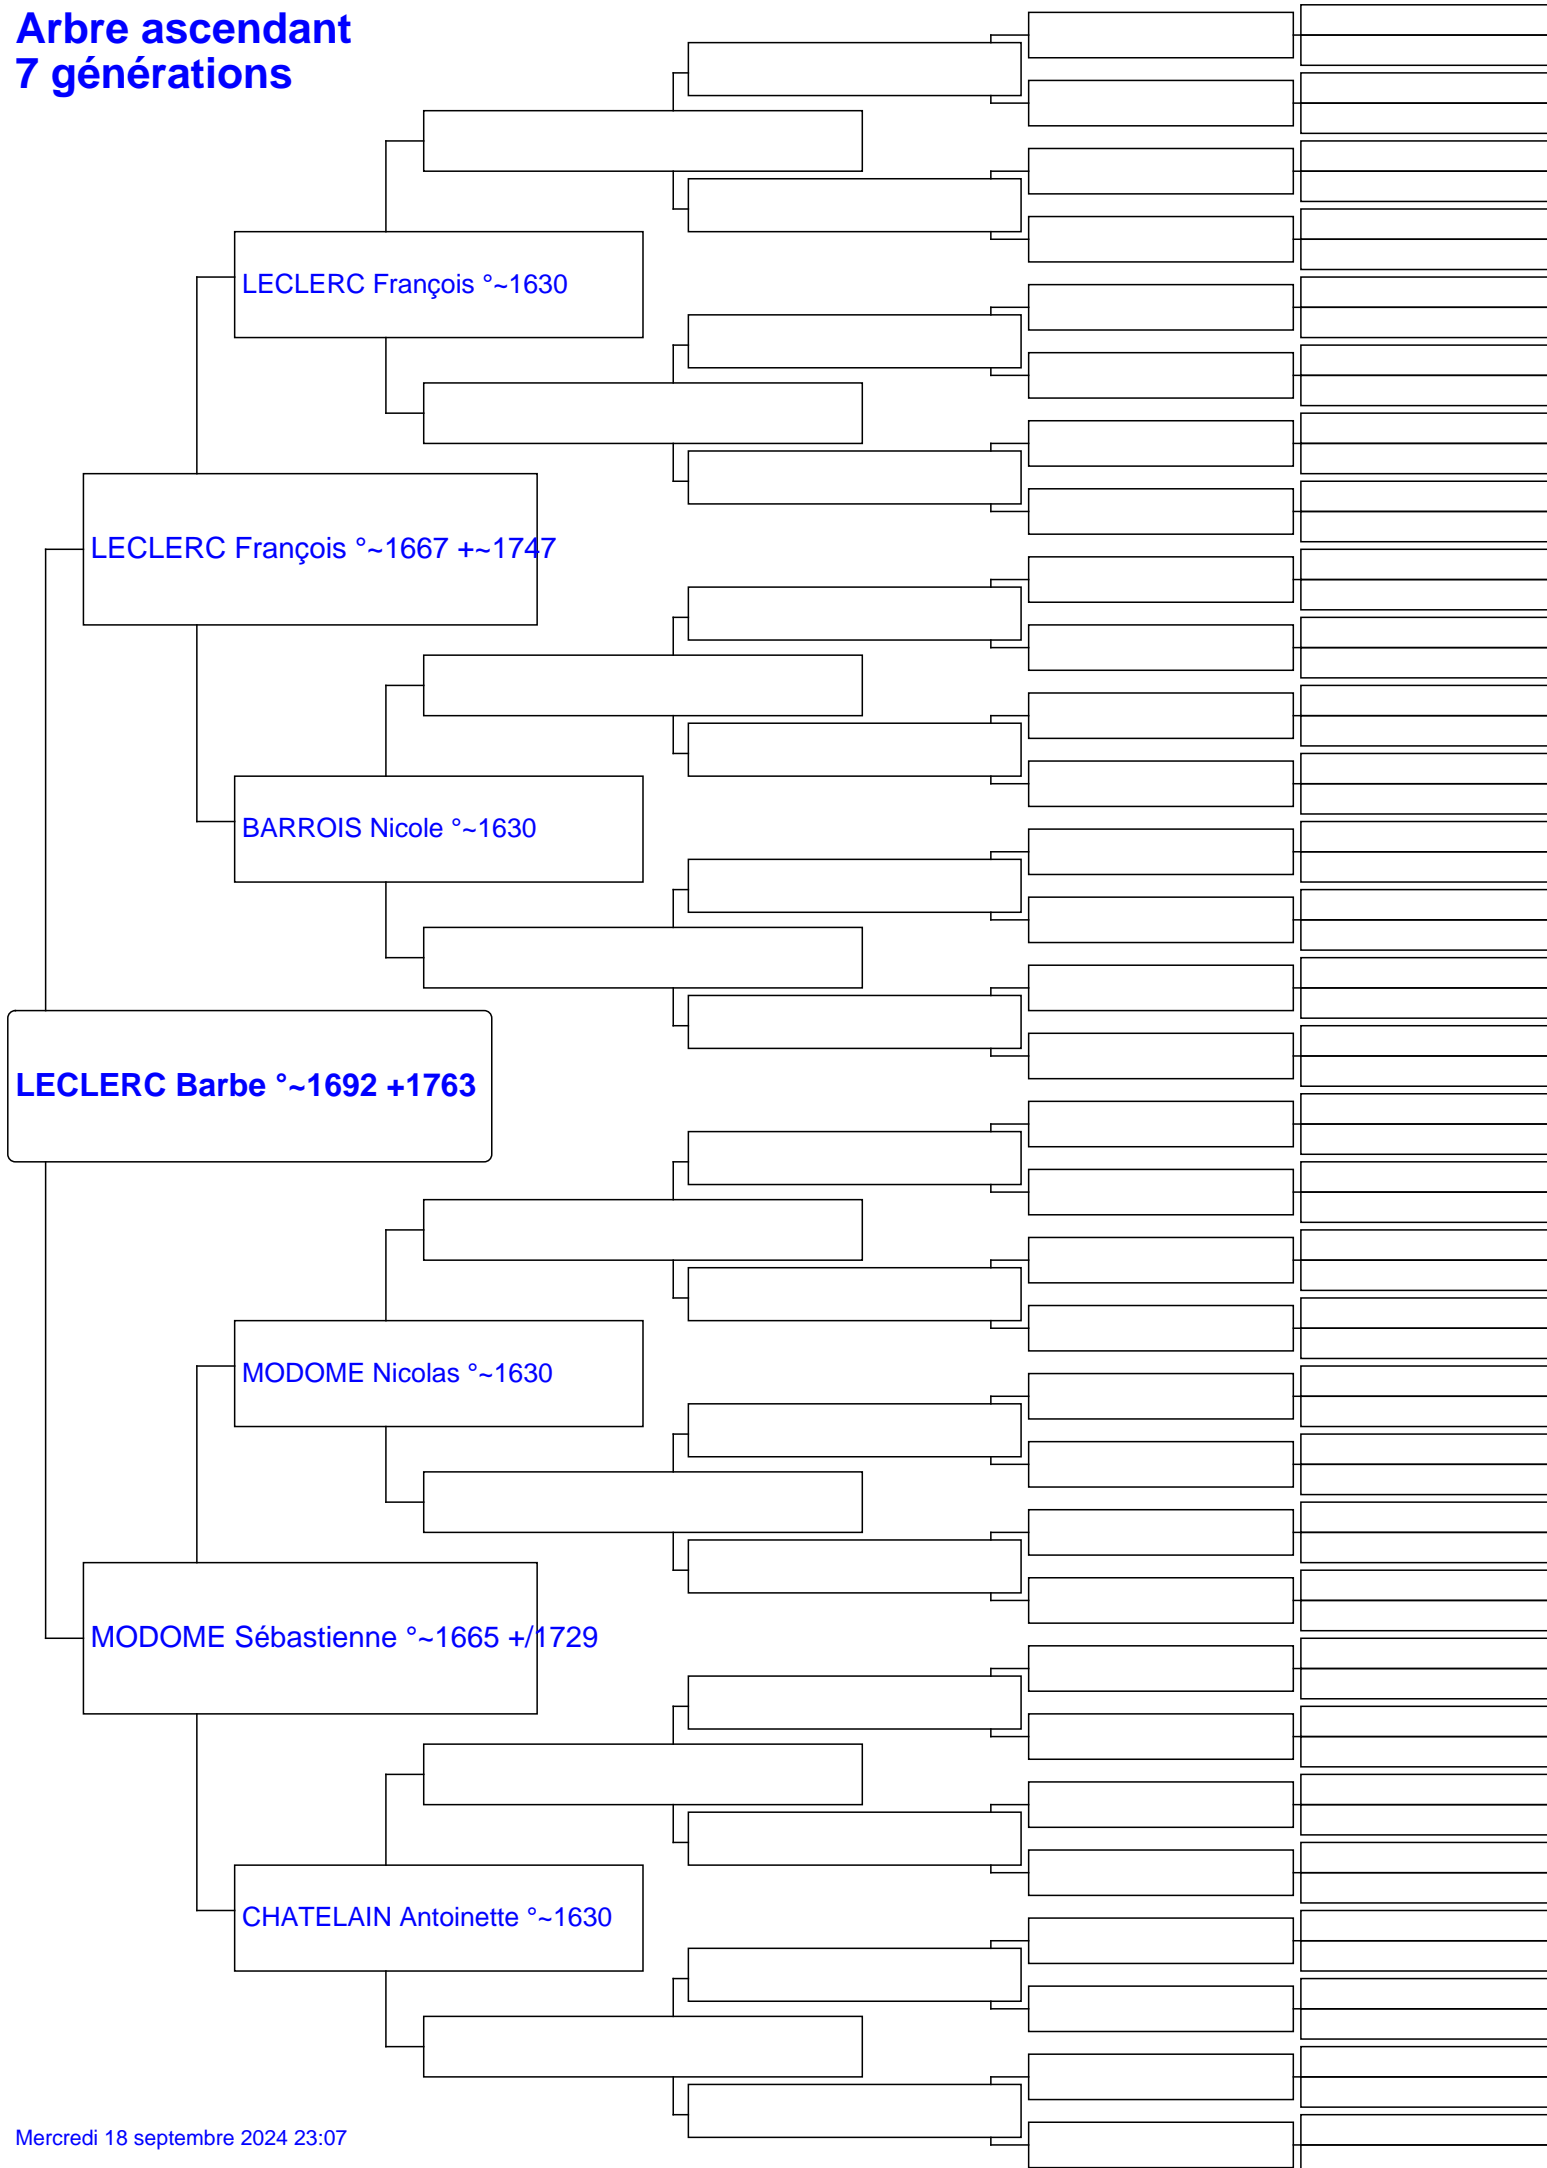 Arbre ascendant
7 générations
LECLERC François °~1630
LECLERC François °~1667 +~1747
BARROIS Nicole °~1630
LECLERC Barbe °~1692 +1763
MODOME Nicolas °~1630
MODOME Sébastienne °~1665 +/1729
CHATELAIN Antoinette °~1630
Mercredi 18 septembre 2024 23:07